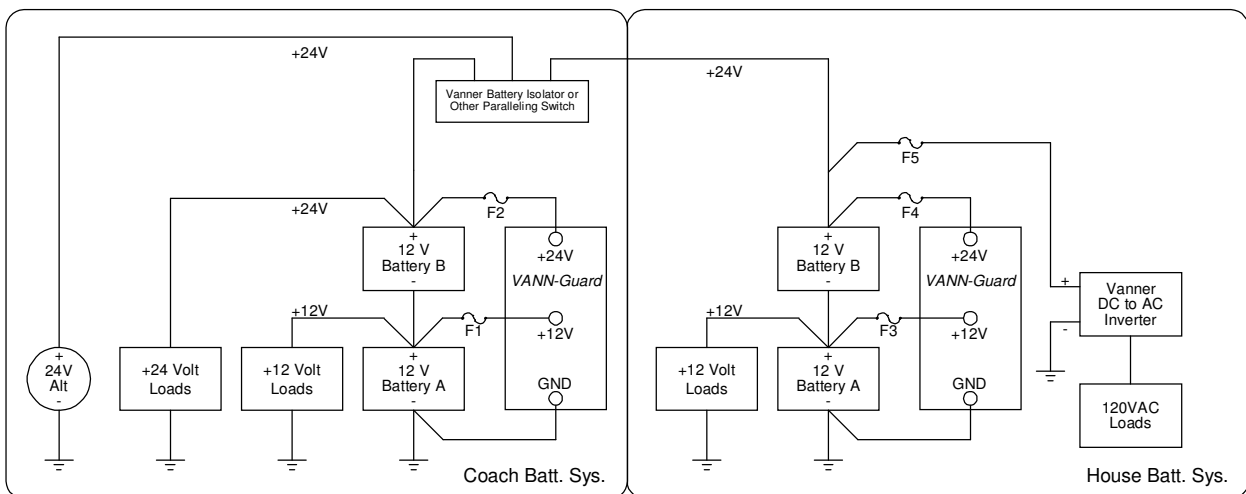 +24V
+24V
Vanner Battery Isolator or
Other Paralleling Switch
F5
+24V
F2
F4
+
12 V
Battery B
-
+24V
VANN-Guard
+12V
GND
+
12 V
Battery B
-
+24V
VANN-Guard
+12V
GND
+12V
F1
+12V
F3
+
-
Vanner
DC to AC
Inverter
+
24V
Alt
-
+24 Volt
Loads
+12 Volt
Loads
+
12 V
Battery A
-
+12 Volt
Loads
+
12 V
Battery A
-
120VAC
Loads
Coach Batt. Sys.
House Batt. Sys.